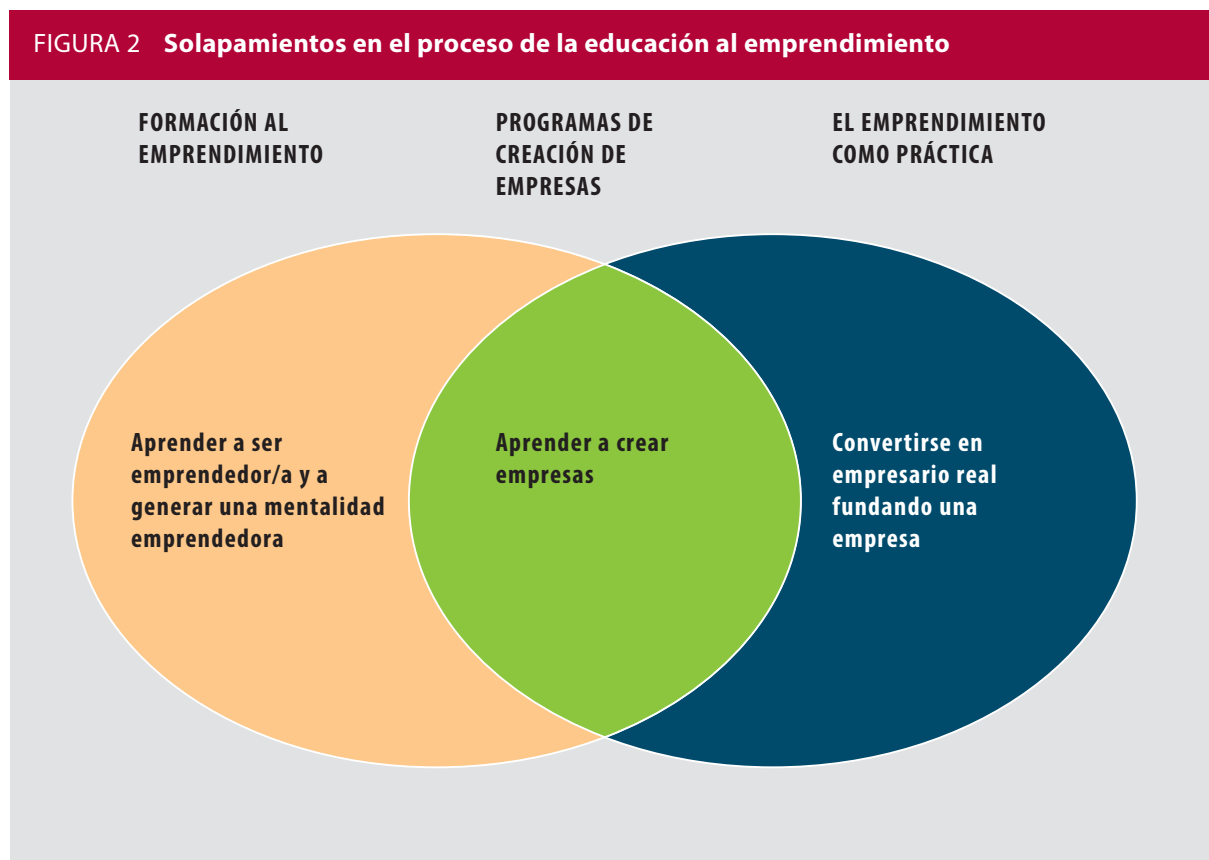 FIGURA 2 Solapamientos en el proceso de la educación al emprendimiento
FORMACIÓN AL
EMPRENDIMIENTO
PROGRAMAS DE
CREACIÓN DE
EMPRESAS
EL EMPRENDIMIENTO
COMO PRÁCTICA
Aprender a ser
emprendedor/a y a
generar una mentalidad
emprendedora
Aprender a crear
empresas
Convertirse en
empresario real
fundando una
empresa